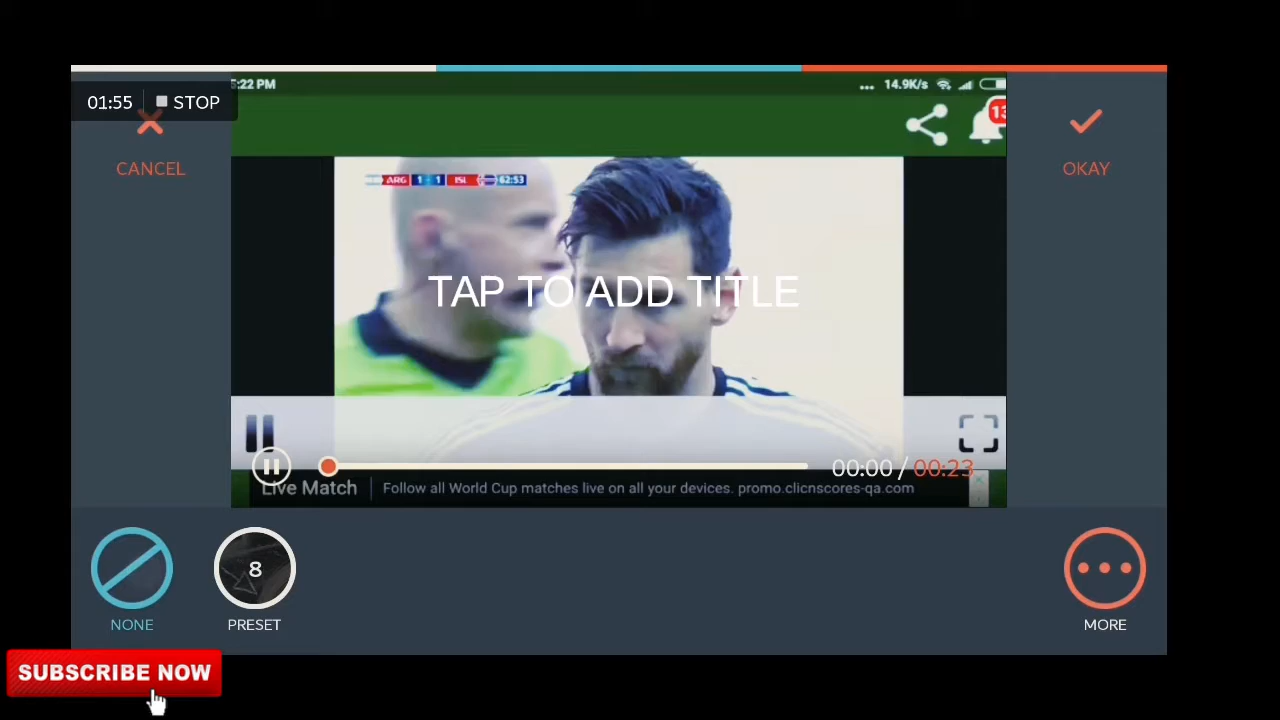 5:22 PM
14.9K/s
01:55
STOP
13
CANCEL
OKAY
ARG 1 - 1 ISL 62:53
TAP TO ADD TITLE
00:00 / 00:23
Live Match
Follow all World Cup matches live on all your devices. promo.clicnscores-qa.com
8
NONE
PRESET
MORE
SUBSCRIBE NOW